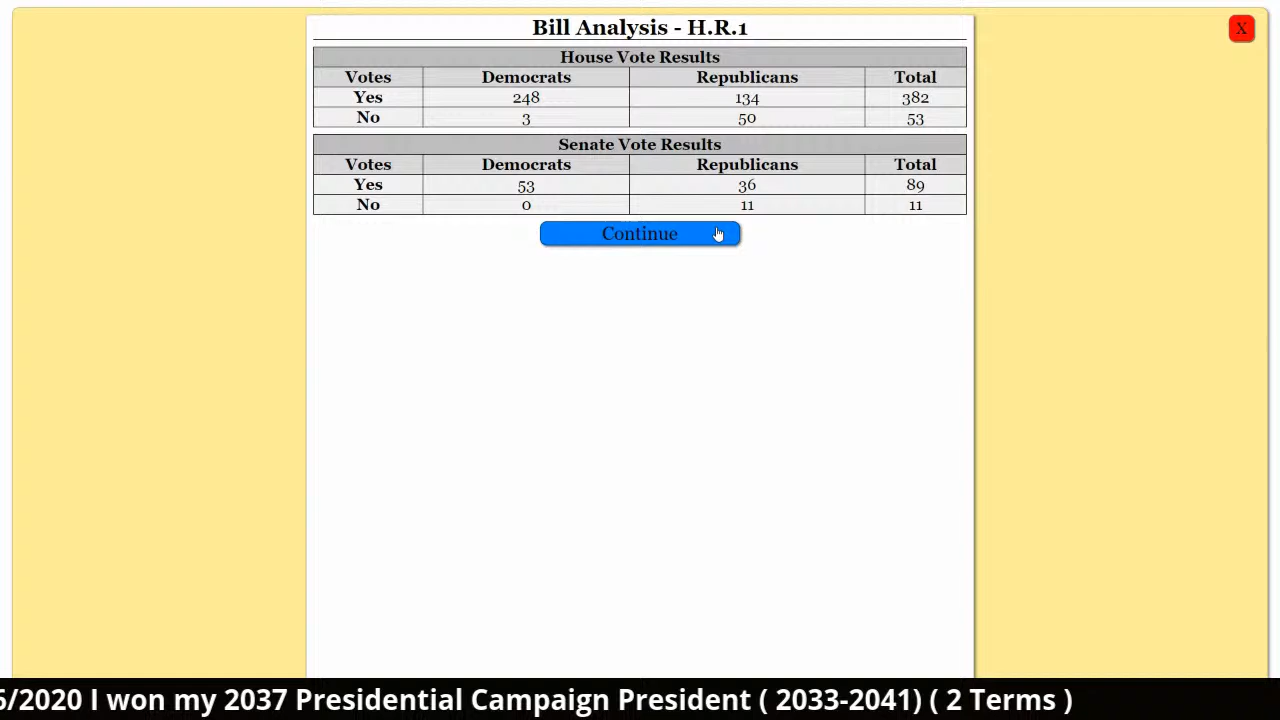 Bill Analysis - H.R.1
X
House Vote Results
Votes Democrats Republicans Total
Yes 248 134 382
No 3 50 53
Senate Vote Results
Votes Democrats Republicans Total
Yes 53 36 89
No 0 11 11
Continue
/2020 I won my 2037 Presidential Campaign President ( 2033-2041) ( 2 Terms )